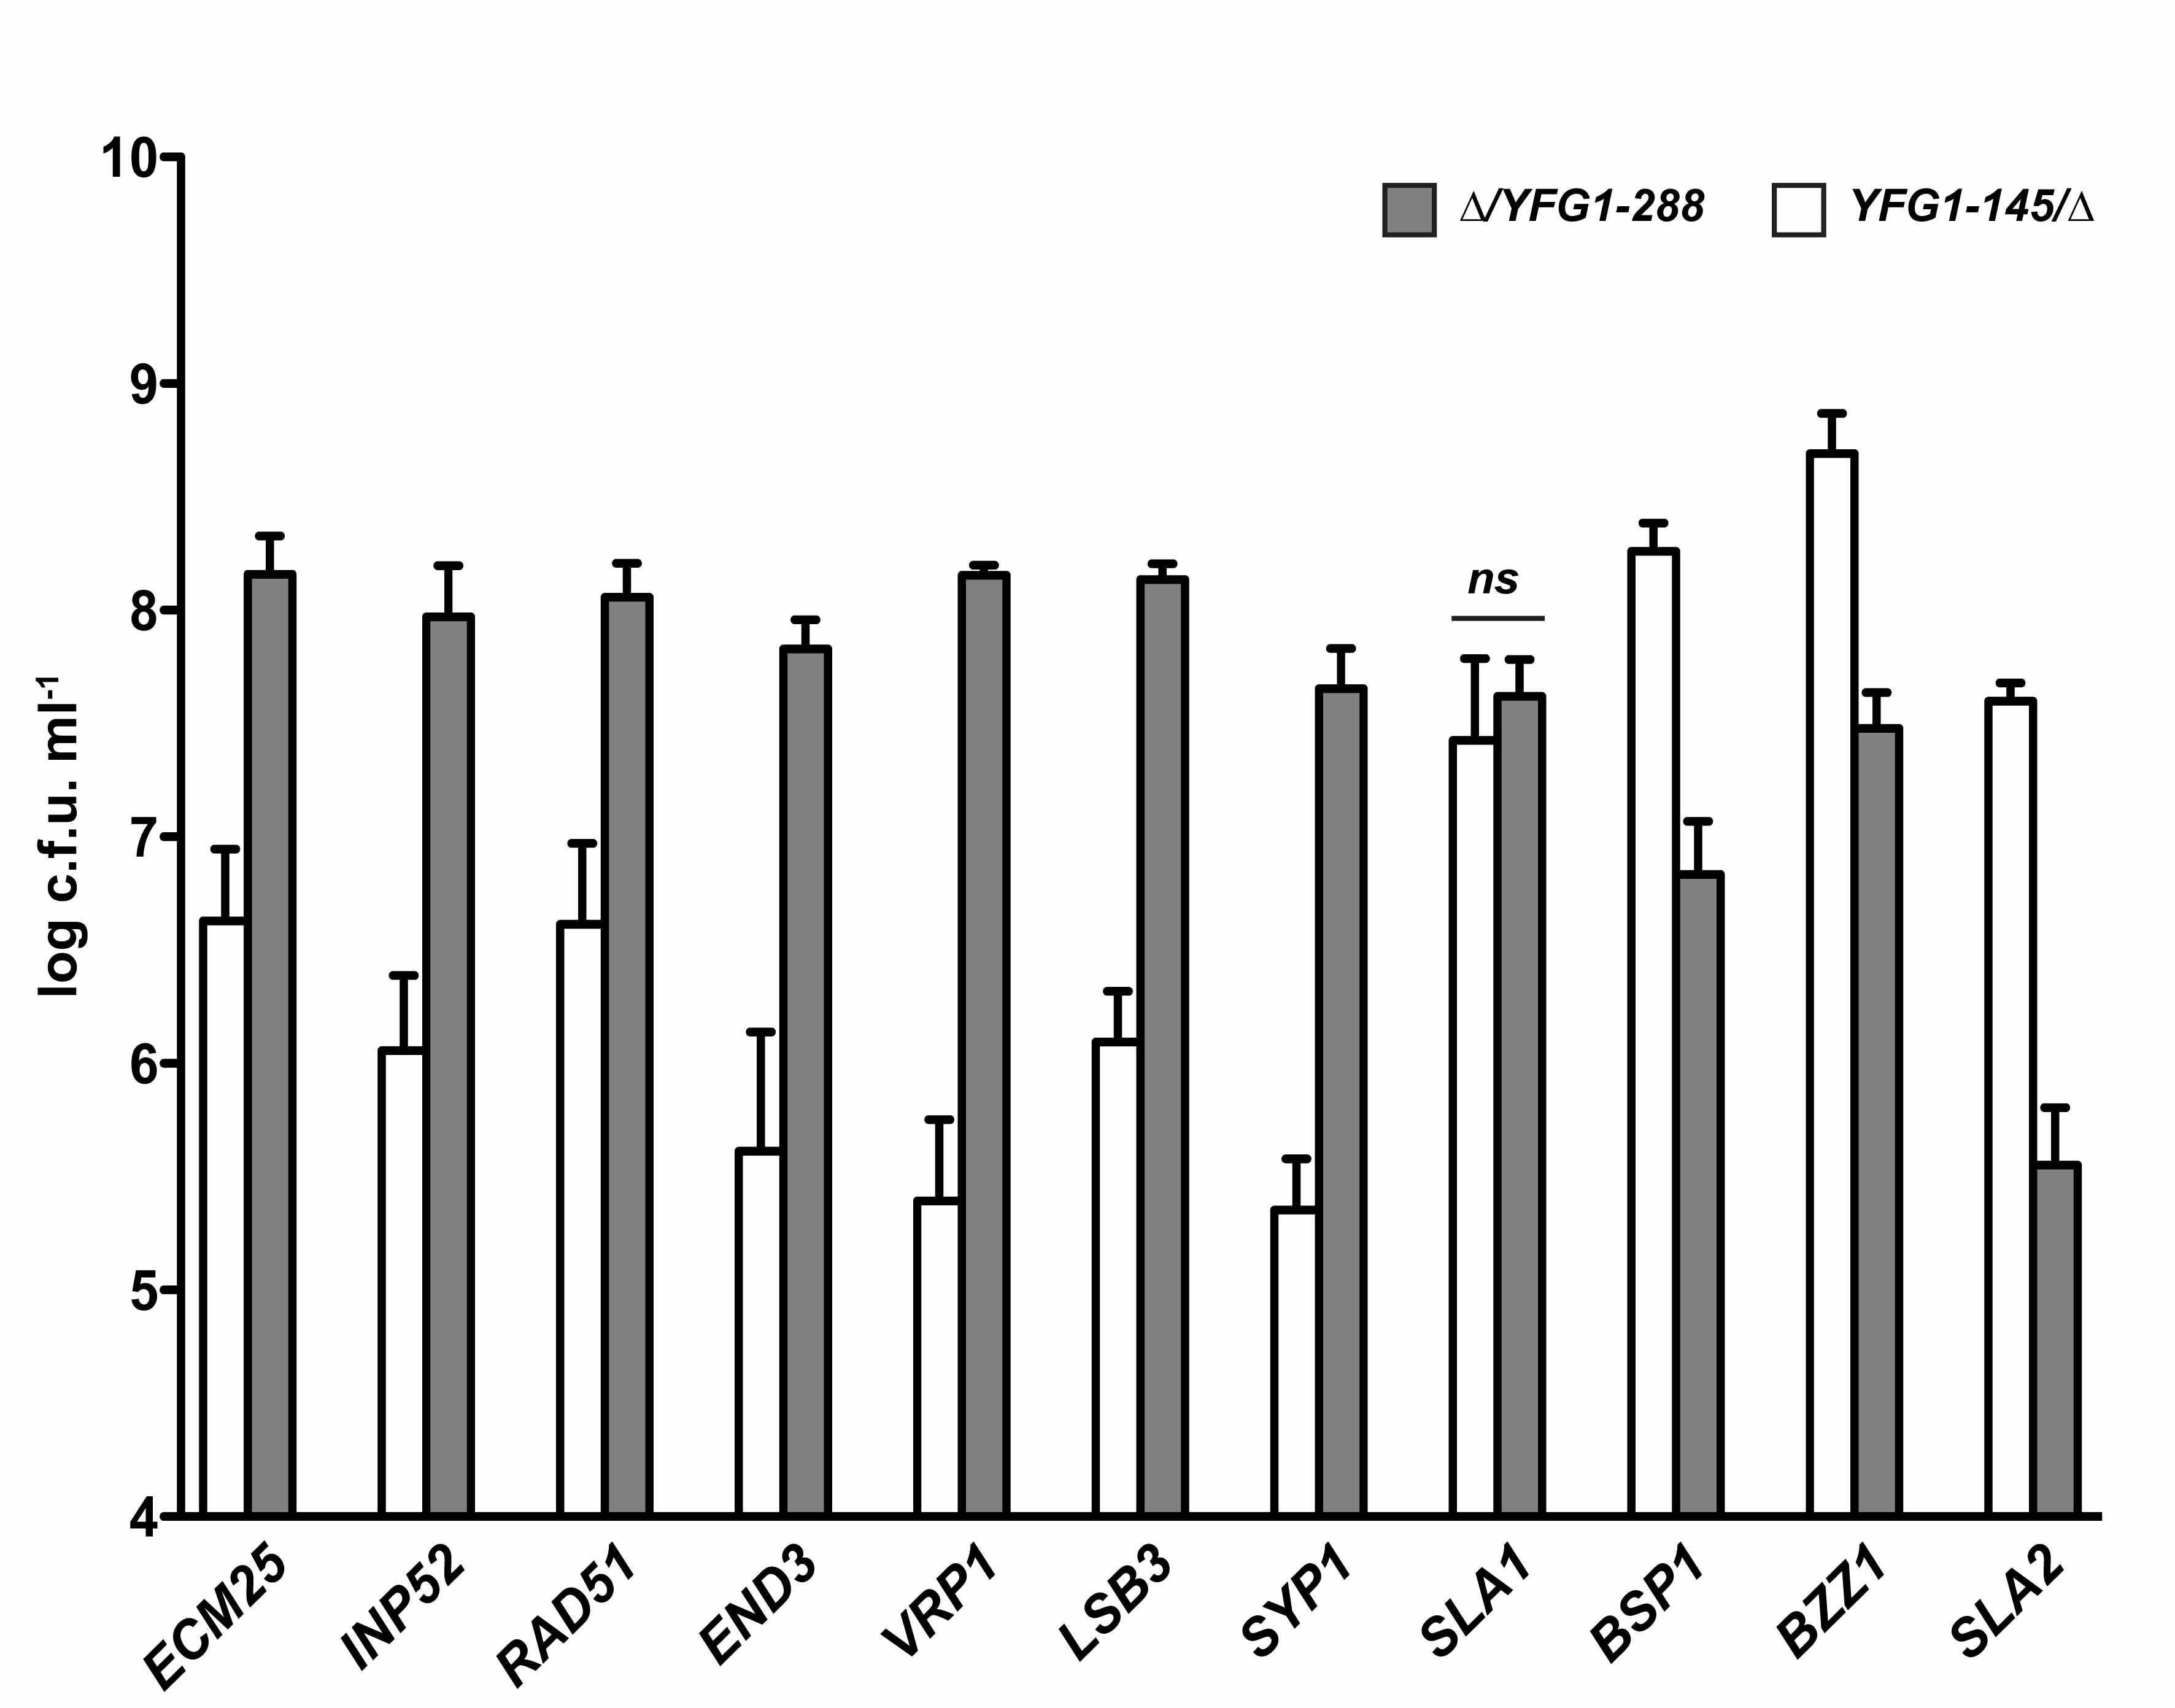 10
9
8
7
6
5
4
log c.f.u. ml-1
Δ/YFG1-288
YFG1-145/Δ
ns
ECM25
INP52
RAD51
END3
VRP1
LSB3
SYP1
SLA1
BSP1
BZZ1
SLA2